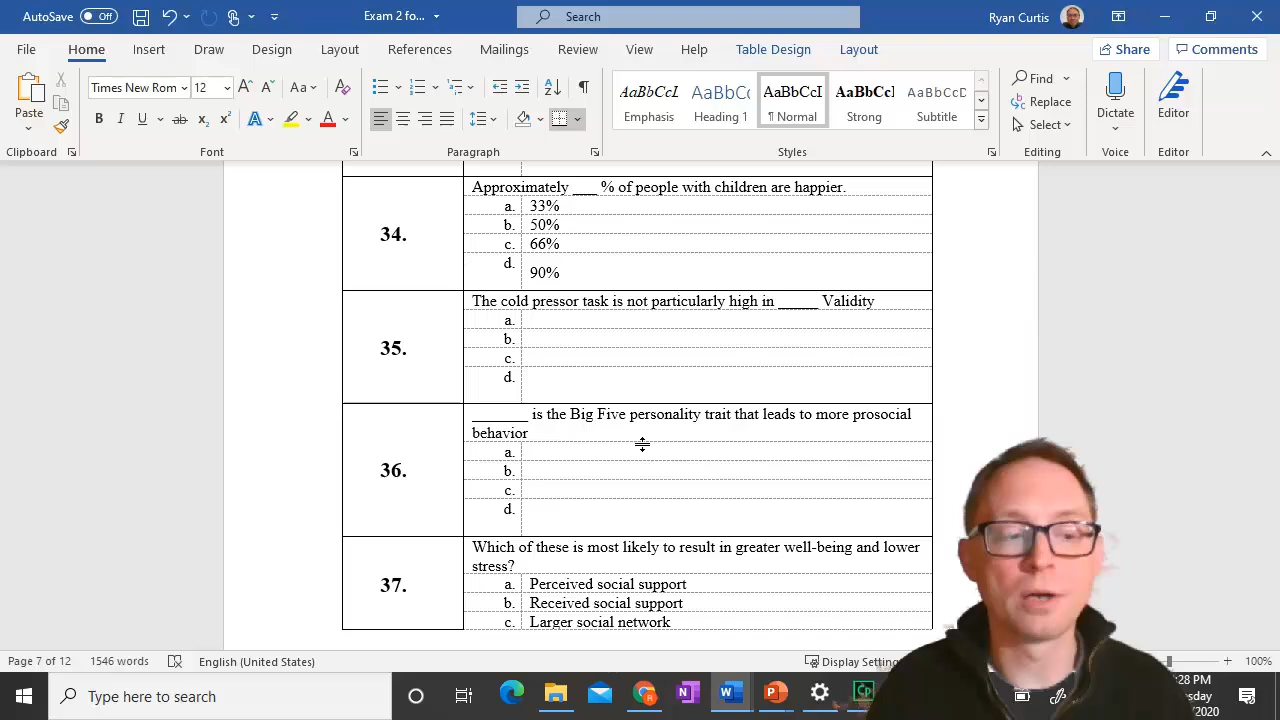 AutoSave Off Exam 2 fo... Search Ryan Curtis
File Home Insert Draw Design Layout References Mailings Review View Help Table Design Layout Share Comments
Paste
Clipboard
Times New Rom 12
Font
Paragraph
AaBbCcI AaBbCc AaBbCcI AaBbCcI AaBbCcD
Emphasis Heading 1 ¶ Normal Strong Subtitle
Styles
Find
Replace
Select
Editing
Dictate
Voice
Editor
Editor
34.
Approximately ___ % of people with children are happier.
a. 33%
b. 50%
c. 66%
d. 90%
35.
The cold pressor task is not particularly high in _____ Validity
a.
b.
c.
d.
36.
_______ is the Big Five personality trait that leads to more prosocial
behavior
a.
b.
c.
d.
37.
Which of these is most likely to result in greater well-being and lower
stress?
a. Perceived social support
b. Received social support
c. Larger social network
Page 7 of 12 1546 words English (United States) Display 100%
Type here to search
:28 PM
/2020